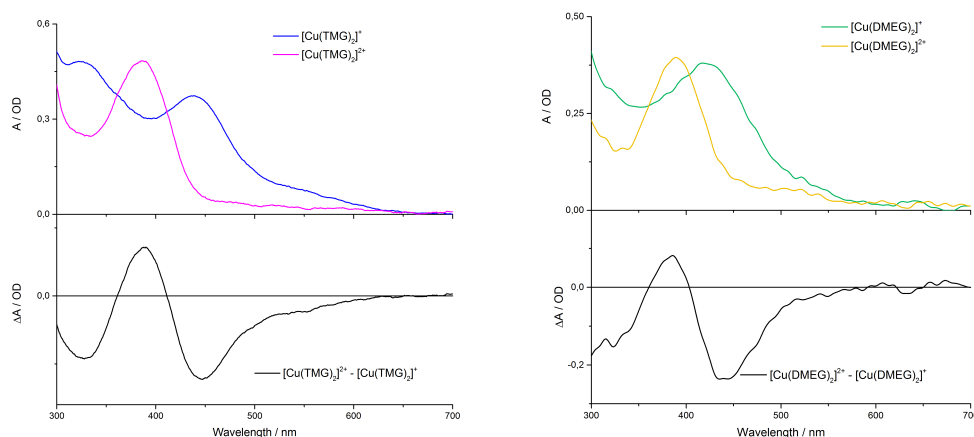 0,6
[Cu(TMG)₂]⁺
[Cu(TMG)₂]²⁺
A / OD
0,3
0,0
0,0
ΔA / OD
[Cu(TMG)₂]²⁺ - [Cu(TMG)₂]⁺
300 400 500 600 700
Wavelength / nm
0,50
[Cu(DMEG)₂]⁺
[Cu(DMEG)₂]²⁺
A / OD
0,25
0,00
0,0
ΔA / OD
-0,2
[Cu(DMEG)₂]²⁺ - [Cu(DMEG)₂]⁺
300 400 500 600 700
Wavelength / nm